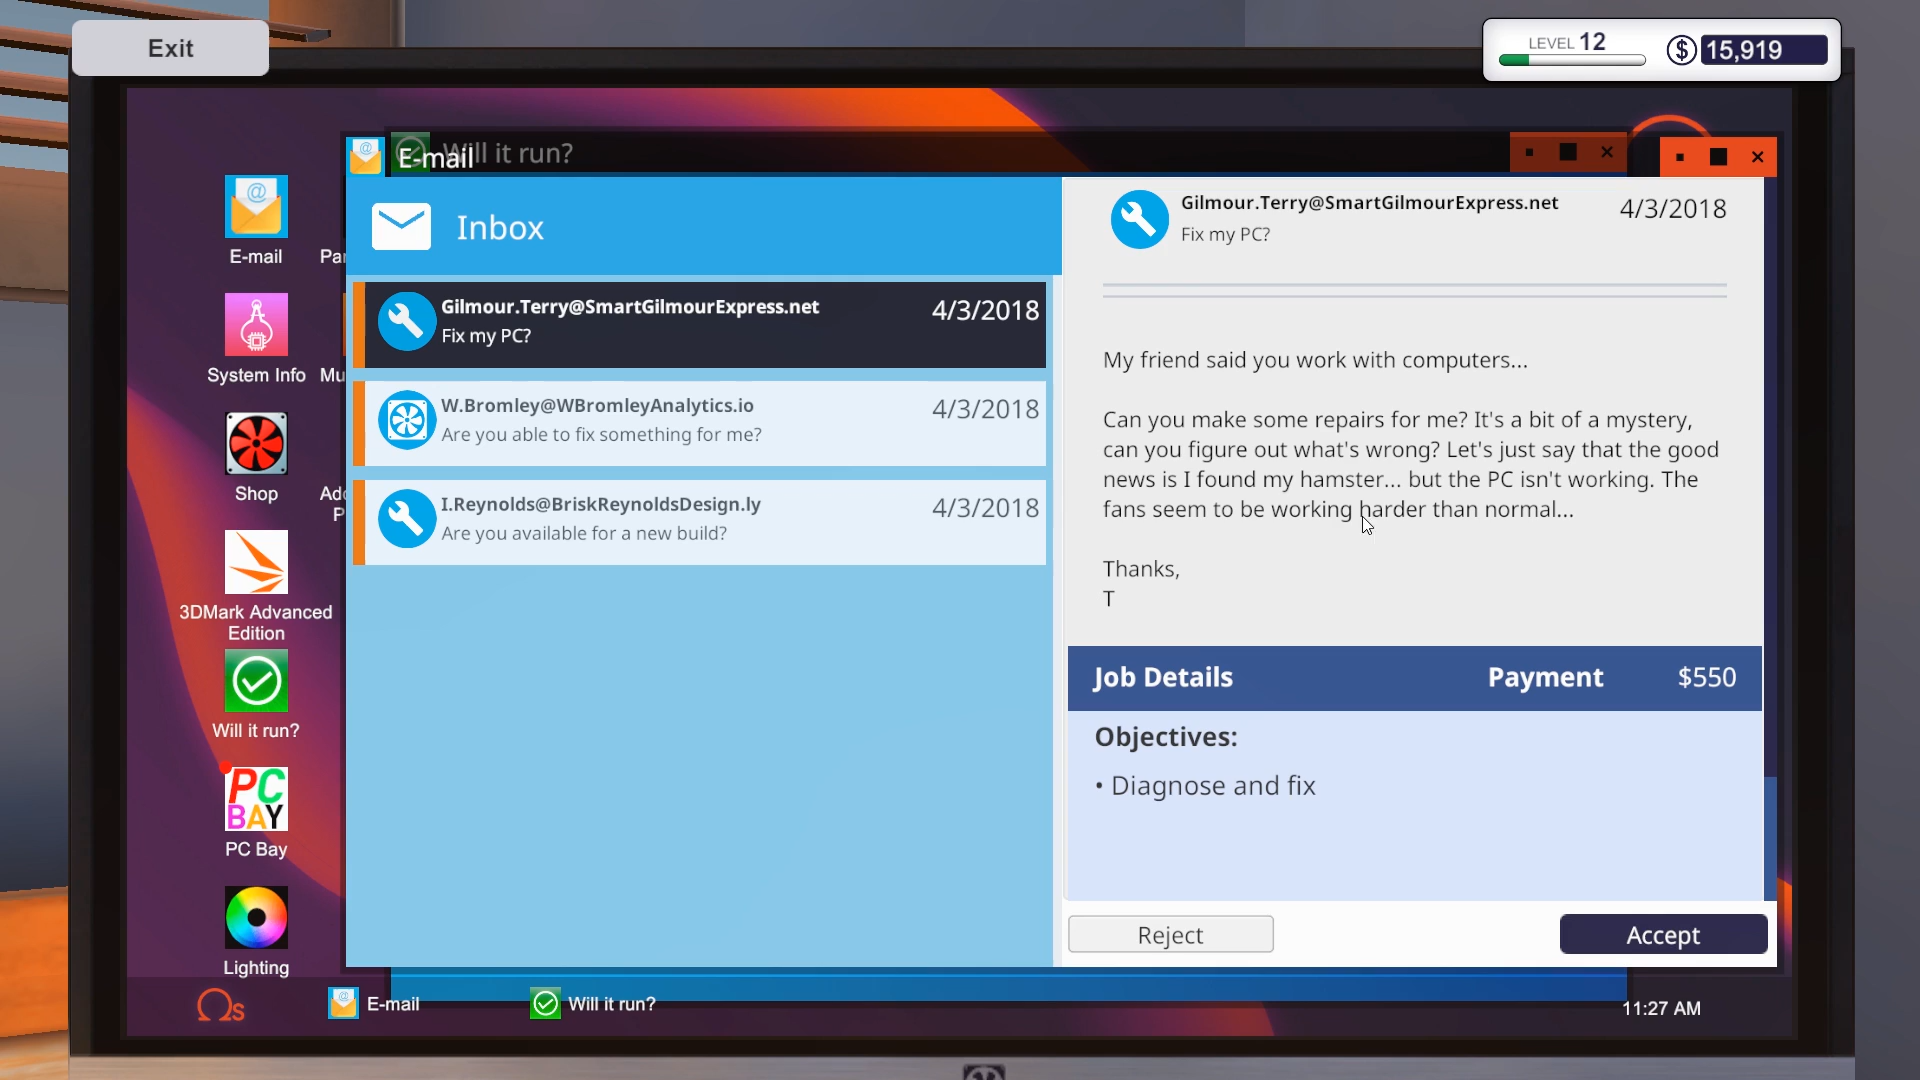 Exit
LEVEL 12
$ 15,919
E-mail
Will it run?
E-mail
System Info
Shop
3DMark Advanced
Edition
Will it run?
PC
BAY
PC Bay
Lighting
Inbox
Gilmour.Terry@SmartGilmourExpress.net
4/3/2018
Fix my PC?
W.Bromley@WBromleyAnalytics.io
4/3/2018
Are you able to fix something for me?
I.Reynolds@BriskReynoldsDesign.ly
4/3/2018
Are you available for a new build?
Gilmour.Terry@SmartGilmourExpress.net
4/3/2018
Fix my PC?
My friend said you work with computers...
Can you make some repairs for me? It's a bit of a mystery,
can you figure out what's wrong? Let's just say that the good
news is I found my hamster... but the PC isn't working. The
fans seem to be working harder than normal...
Thanks,
T
Job Details
Payment
$550
Objectives:
• Diagnose and fix
Reject
Accept
Ωs
E-mail
Will it run?
11:27 AM